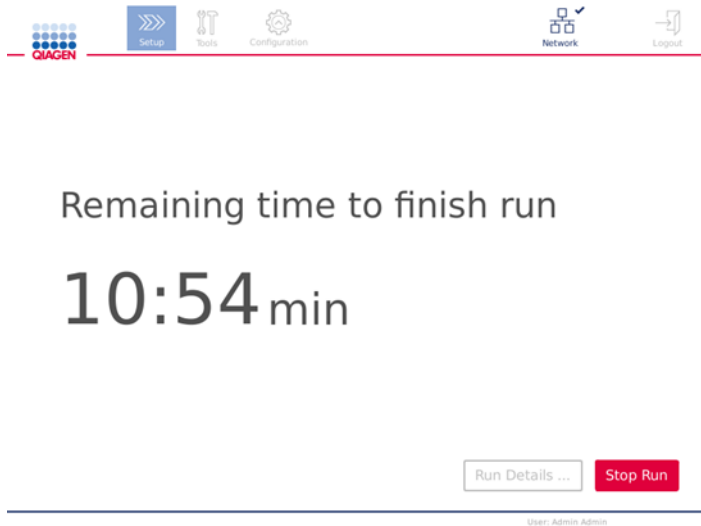 Setup
Tools
Configuration
Network
Logout
QIAGEN
Remaining time to finish run
10:54 min
Run Details ...
Stop Run
User: Admin Admin